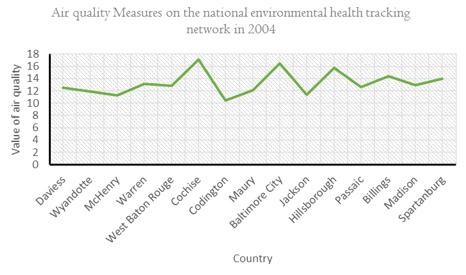 Air quality Measures on the national environmental health tracking
network in 2004
Value of air quality
18
16
14
12
10
8
6
4
2
0
Daviess
Wyandotte
McHenry
Warren
West Baton Rouge
Cochise
Codington
Maury
Baltimore City
Jackson
Hillsborough
Passaic
Billings
Madison
Spartanburg
Country